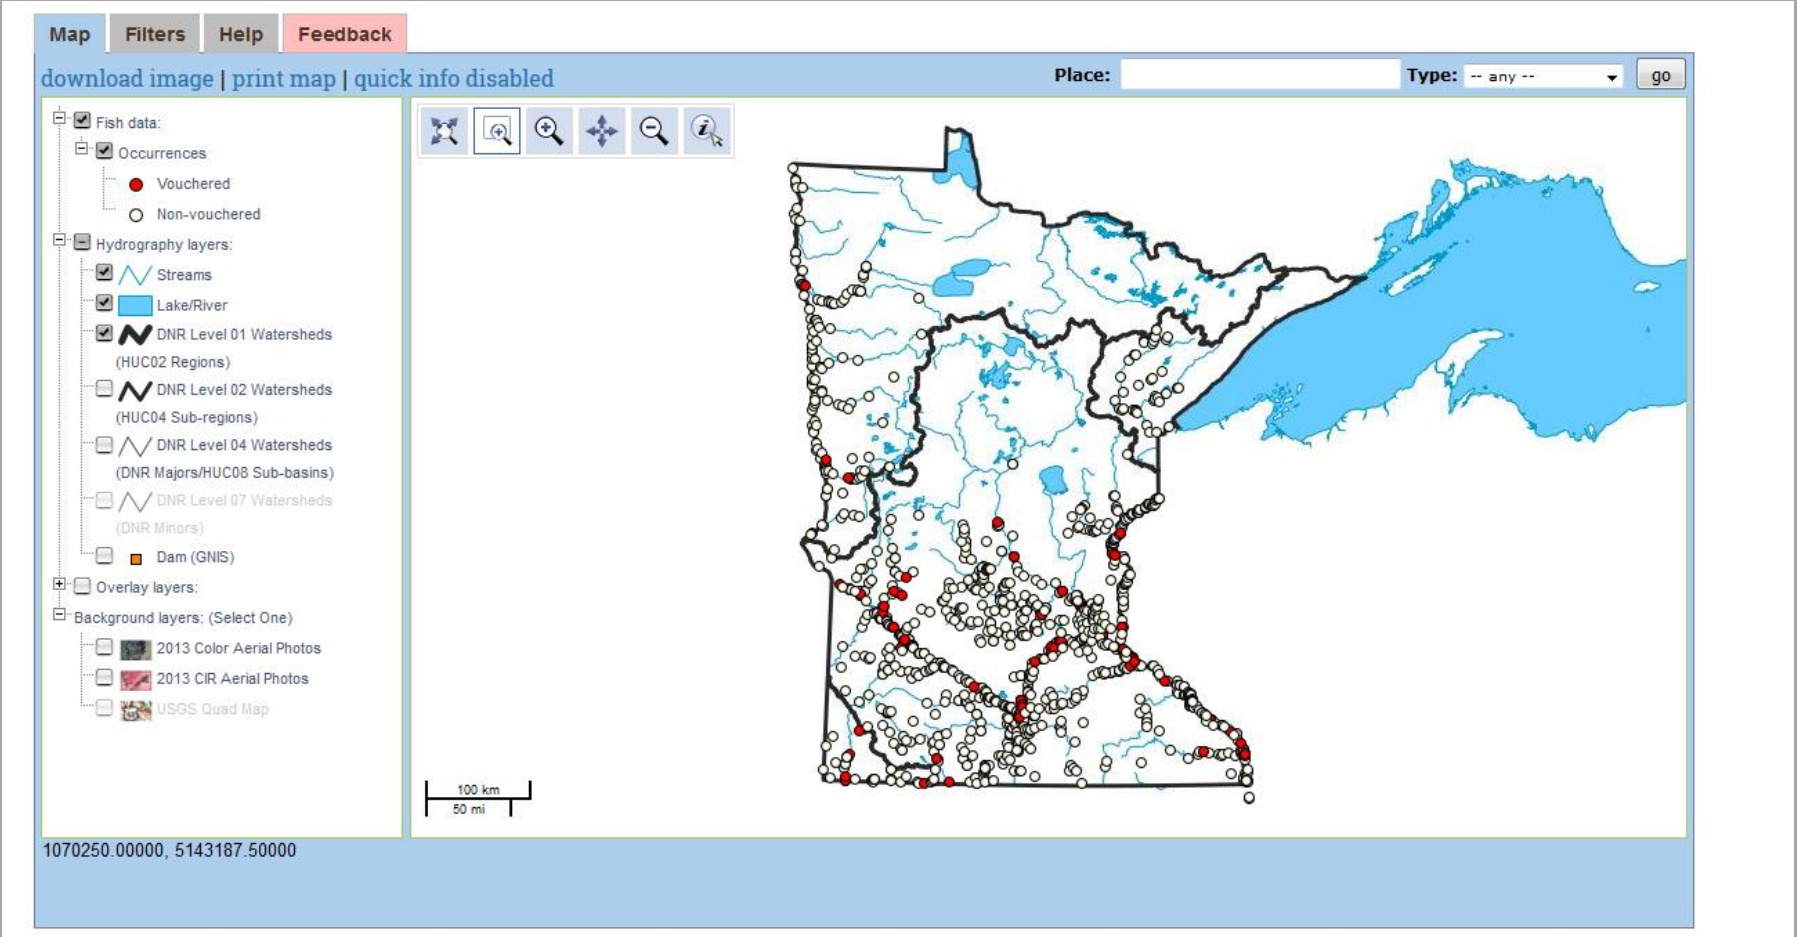 Map Filters Help Feedback
download image | print map | quick info disabled
Place: Type: -- any -- go
Fish data:
Occurrences
Vouchered
Non-vouchered
Hydrography layers:
Streams
Lake/River
DNR Level 01 Watersheds
(HUC02 Regions)
DNR Level 02 Watersheds
(HUC04 Sub-regions)
DNR Level 04 Watersheds
(DNR Majors/HUC08 Sub-basins)
DNR Level 07 Watersheds
(DNR Minors)
Dam (GNIS)
Overlay layers:
Background layers: (Select One)
2013 Color Aerial Photos
2013 CIR Aerial Photos
USGS Quad Map
100 km
50 mi
1070250.00000, 5143187.50000